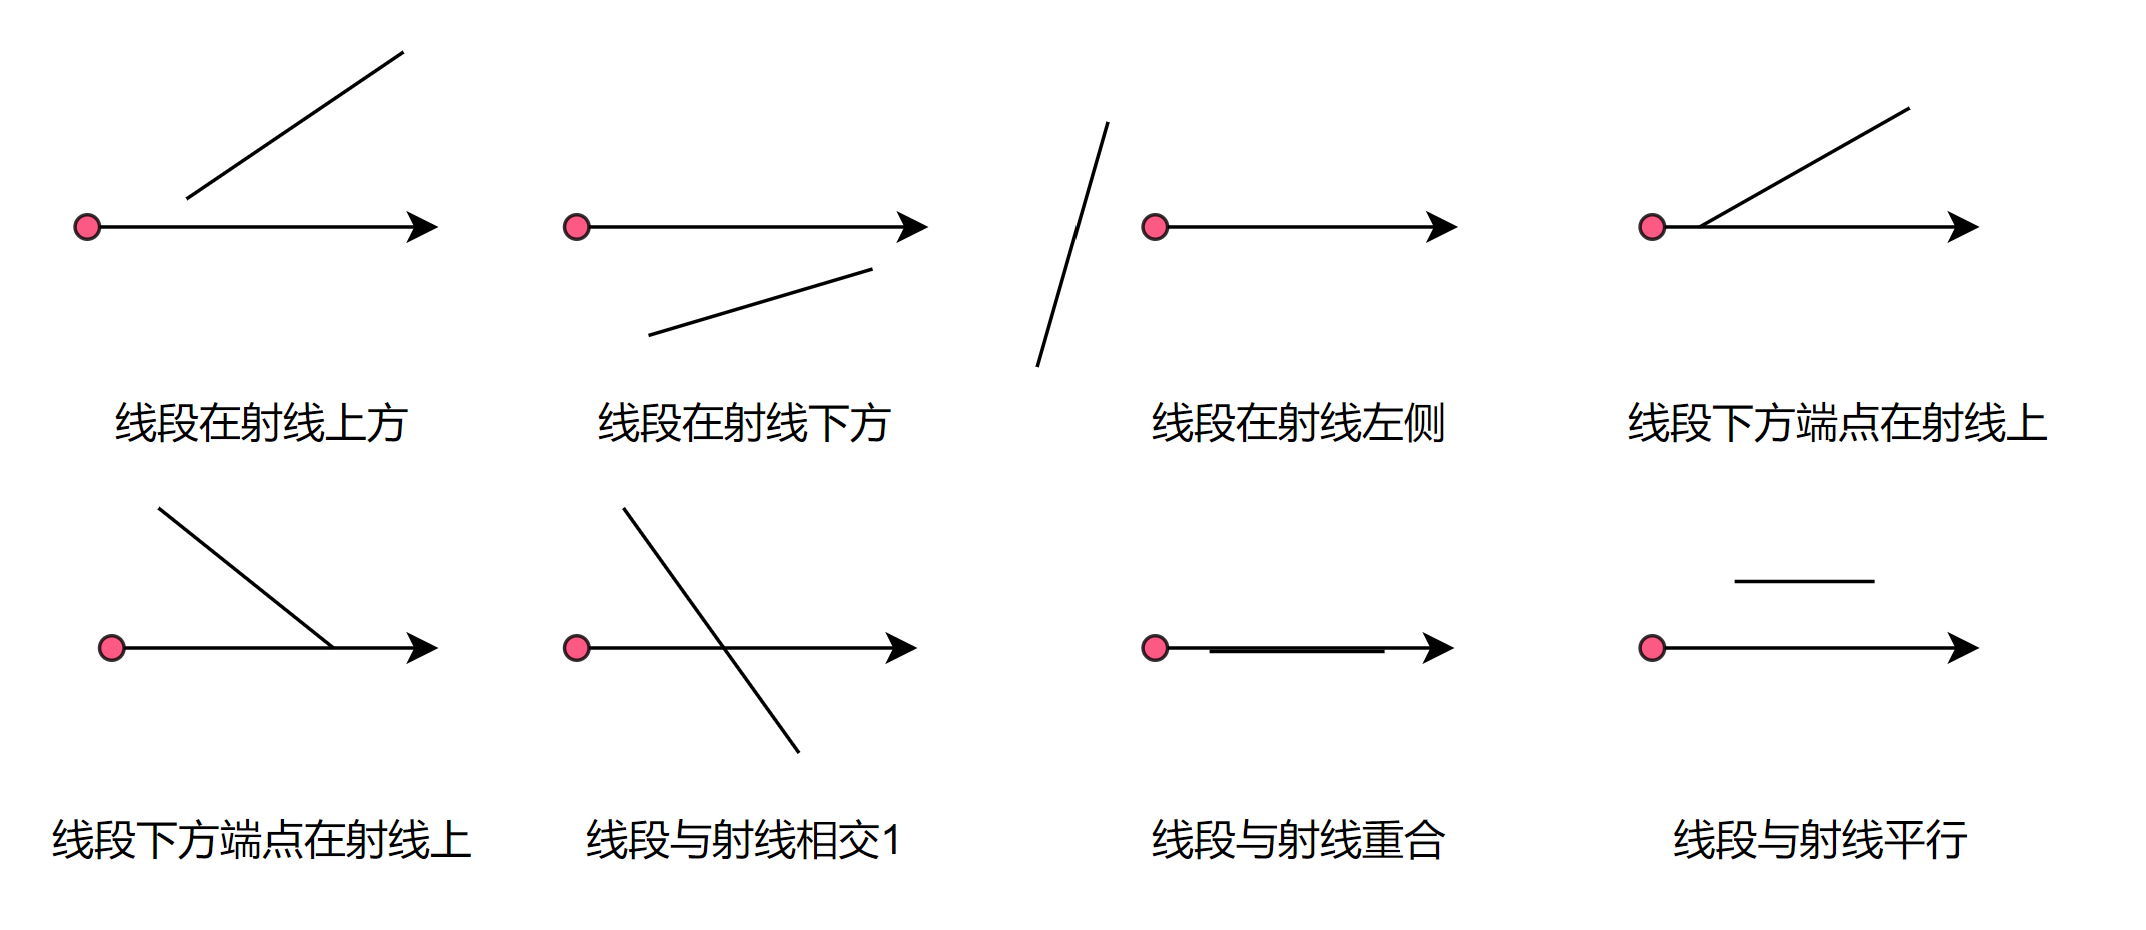 线段在射线上方
线段在射线下方
线段在射线左侧
线段下方端点在射线上
线段下方端点在射线上
线段与射线相交1
线段与射线重合
线段与射线平行